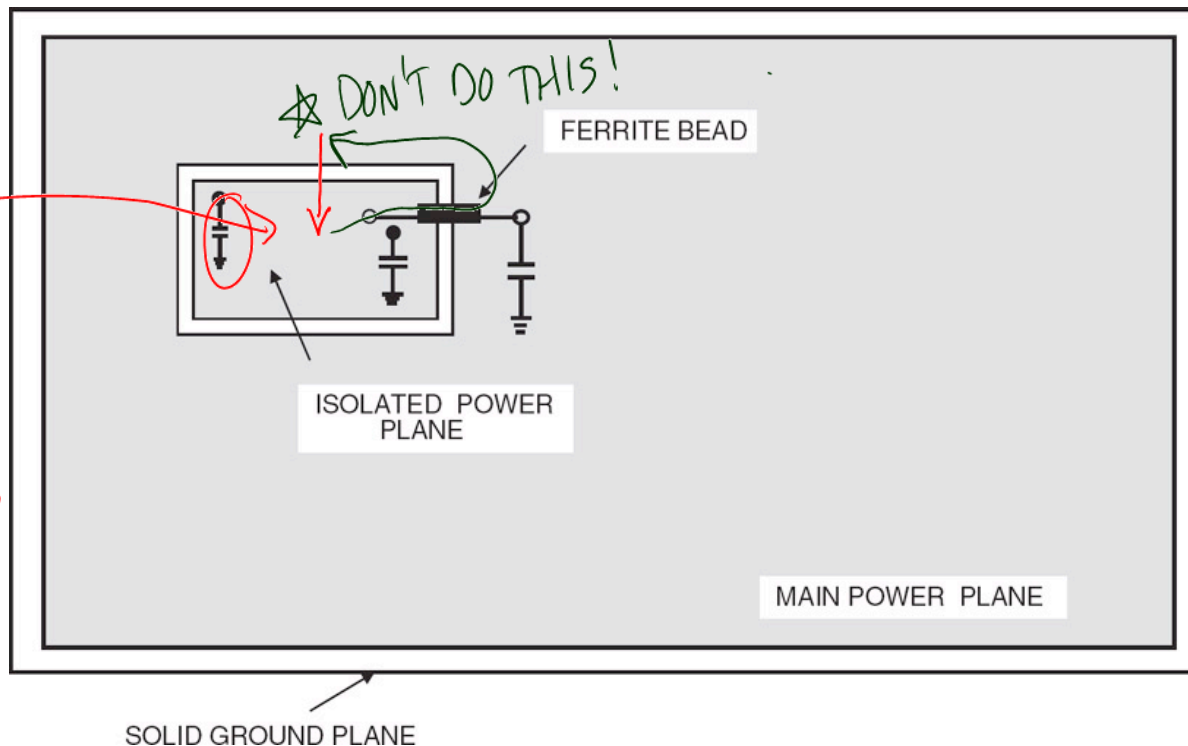 ☆ DON'T DO THIS!
FERRITE BEAD
ISOLATED POWER
PLANE
MAIN POWER PLANE
SOLID GROUND PLANE